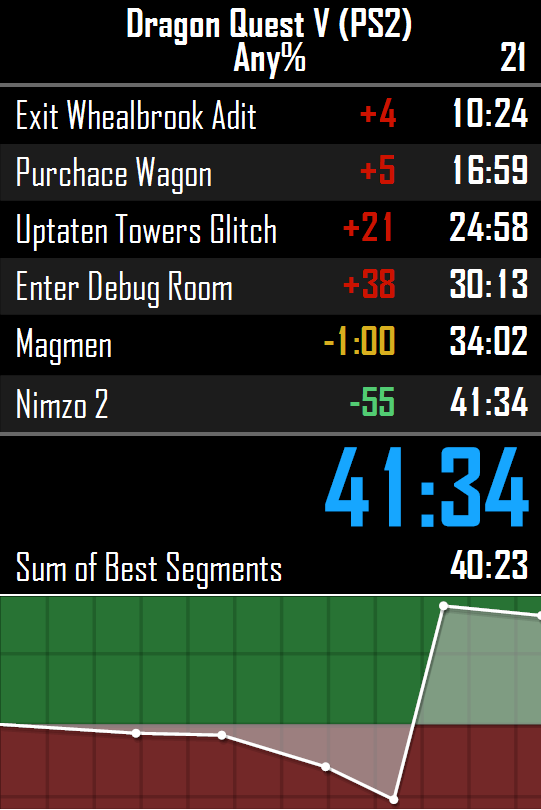 Dragon Quest V (PS2)
Any% 21
Exit Whealbrook Adit +4 10:24
Purchace Wagon +5 16:59
Uptaten Towers Glitch +21 24:58
Enter Debug Room +38 30:13
Magmen -1:00 34:02
Nimzo 2 -55 41:34
41:34
Sum of Best Segments 40:23